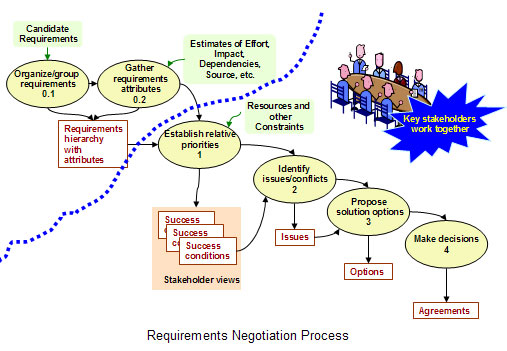 Candidate
Requirements
Organize/group
requirements
0.1
Gather
requirements
attributes
0.2
Estimates of Effort,
Impact,
Dependencies,
Source, etc.
Resources and
other
Constraints
Key stakeholders
work together
Requirements
hierarchy
with
attributes
Establish relative
priorities
1
Identify
issues/conflicts
2
Propose
solution options
3
Make decisions
4
Success
co
Success
co
Success
conditions
Stakeholder views
Issues
Options
Agreements
Requirements Negotiation Process